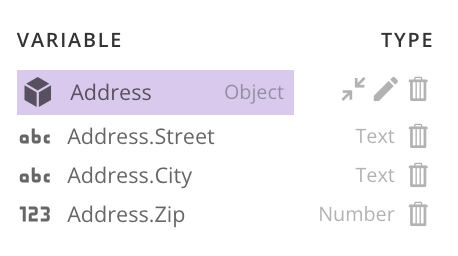 VARIABLE TYPE
Address Object
abc Address.Street Text
abc Address.City Text
123 Address.Zip Number